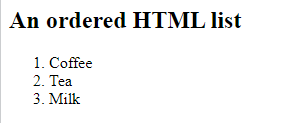 An ordered HTML list
1. Coffee
2. Tea
3. Milk